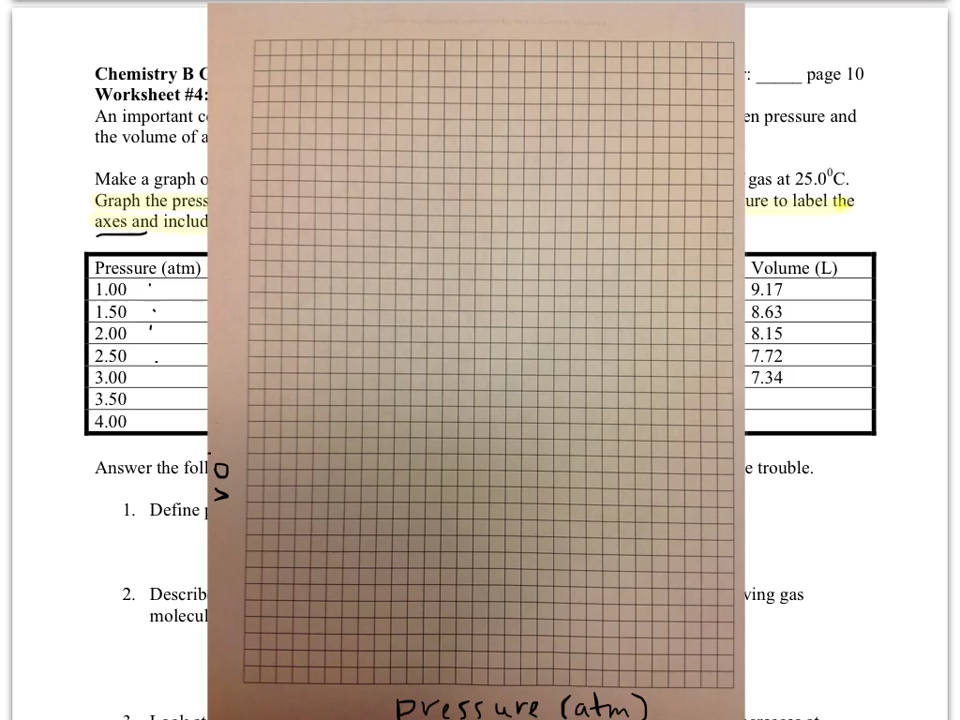 Chemistry B
: _____ page 10
Worksheet #4:
An important
en pressure and
the volume of a
Make a graph o
gas at 25.0⁰C.
Graph the press
ure to label the
axes and includ
Pressure (atm)
Volume (L)
1.00
9.17
1.50
8.63
2.00
8.15
2.50
7.72
3.00
7.34
3.50
4.00
Answer the foll
e trouble.
vo
1. Define
2. Describ
ving gas
molecul
pressure (atm)